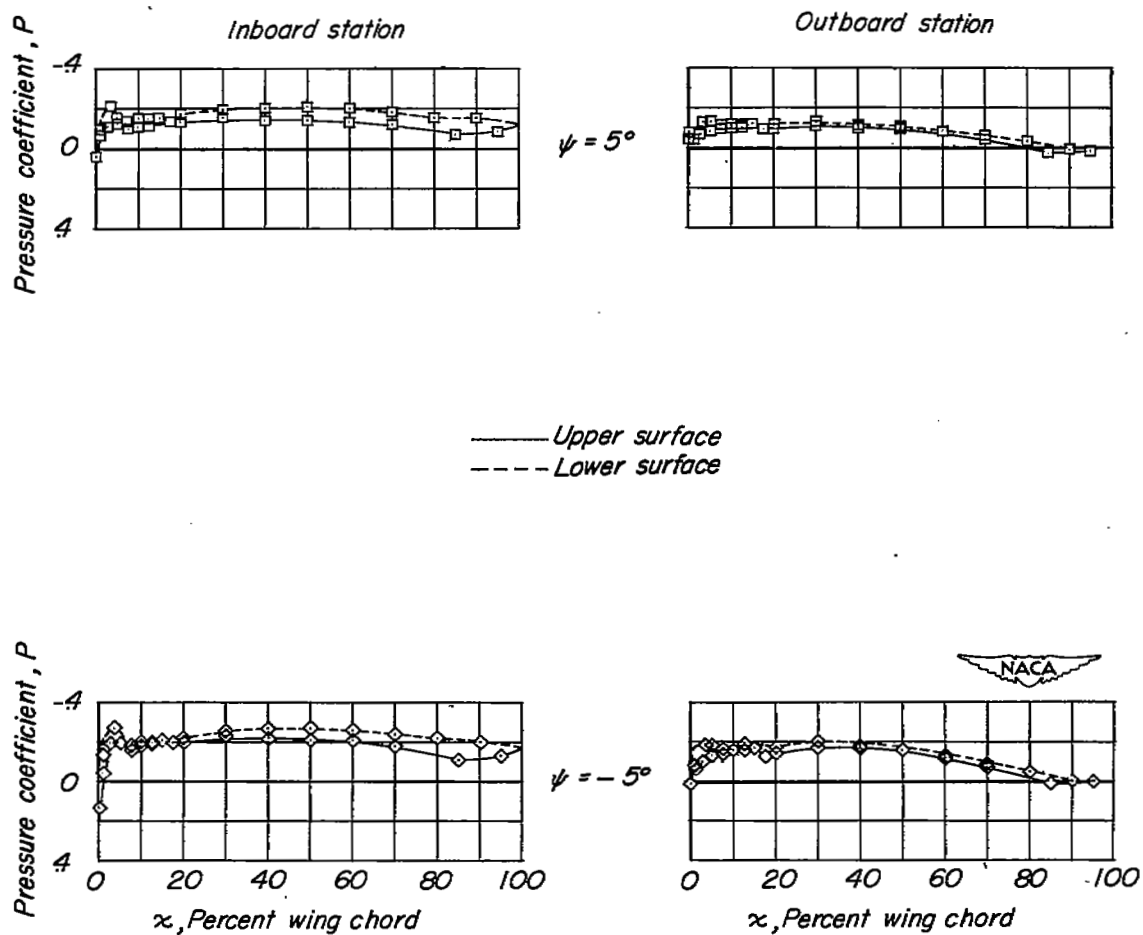 Inboard station
Outboard station
Pressure coefficient, P
-.4
0
.4
ψ = 5°
Upper surface
Lower surface
NACA
Pressure coefficient, P
-.4
0
.4
ψ = - 5°
0 20 40 60 80 100
0 20 40 60 80 100
x, Percent wing chord
x, Percent wing chord